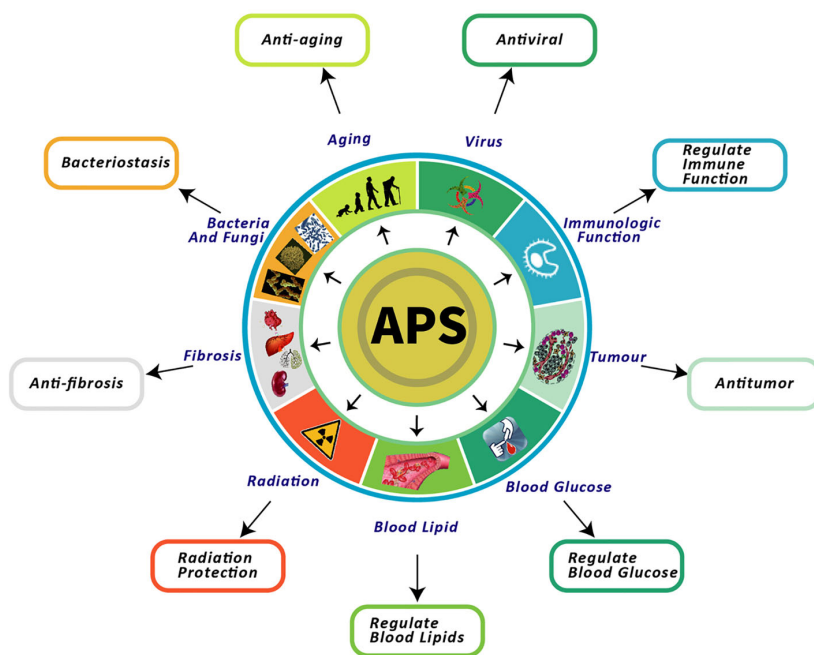 Anti-aging
Antiviral
Aging
Virus
Bacteriostasis
Regulate
Immune
Function
Bacteria
And Fungi
Immunologic
Function
APS
Fibrosis
Tumour
Anti-fibrosis
Antitumor
Radiation
Blood Glucose
Blood Lipid
Radiation
Protection
Regulate
Blood Glucose
Regulate
Blood Lipids